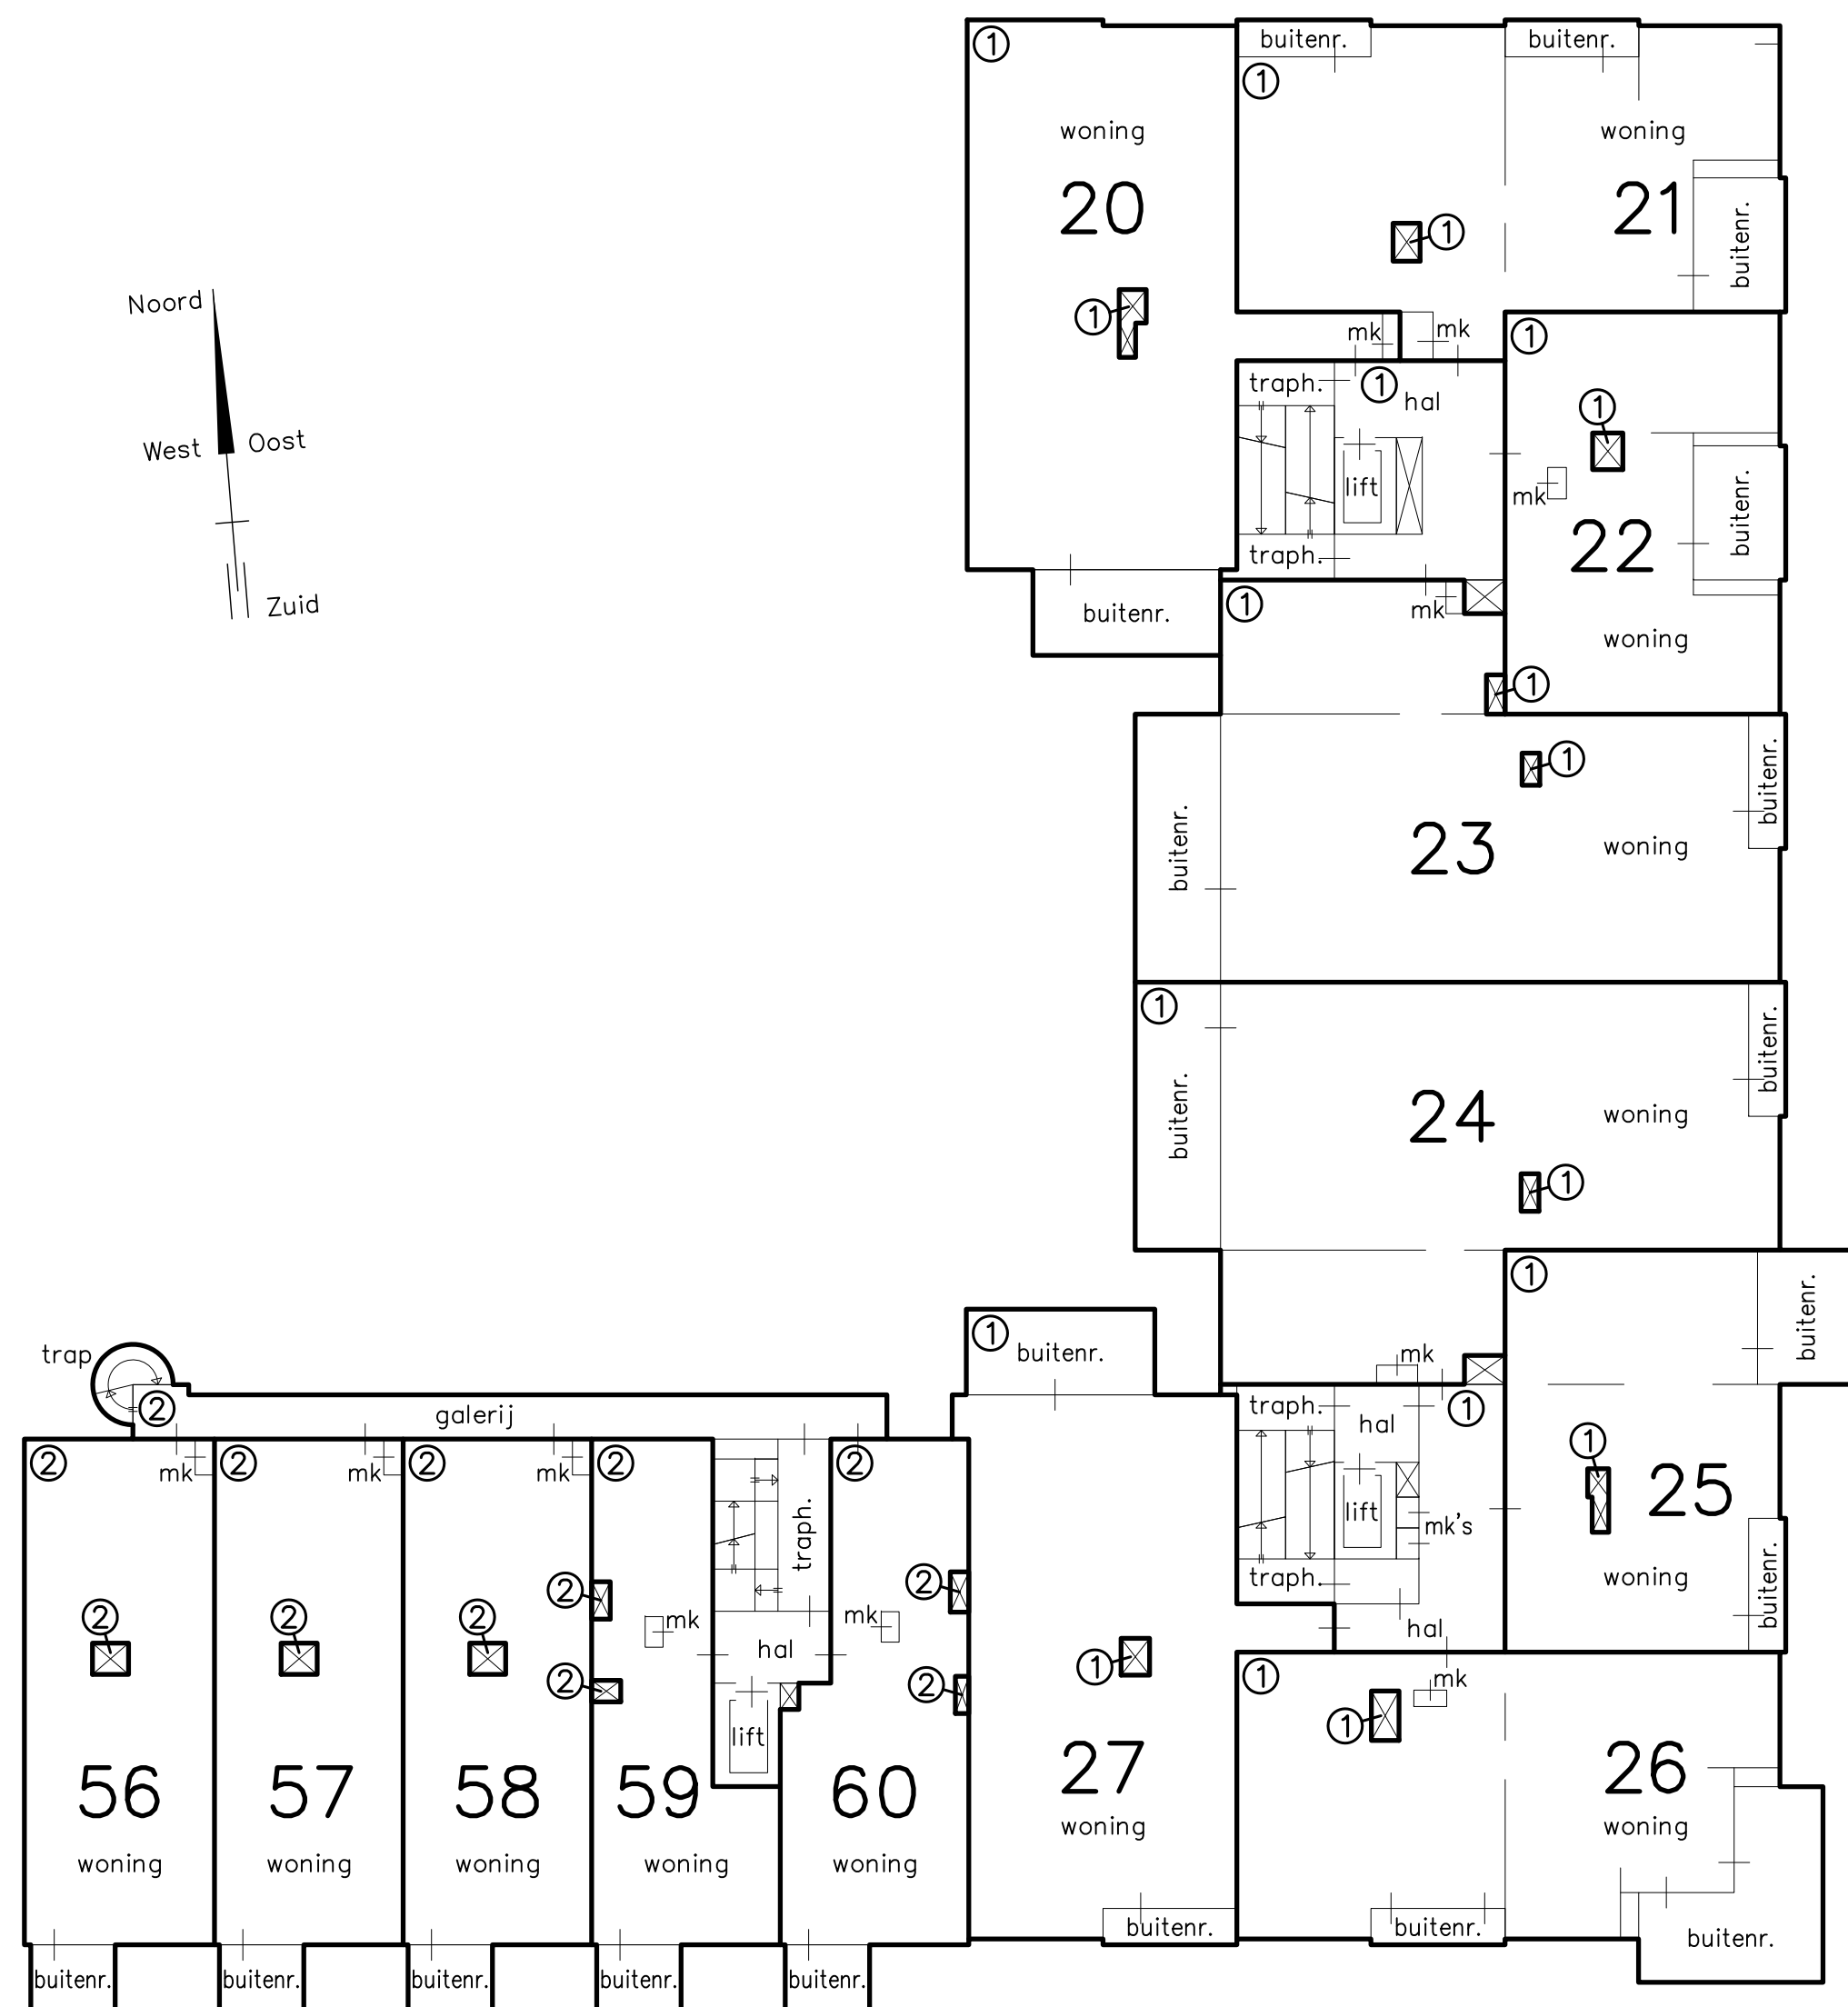 1
buitenr.
buitenr.
1
woning
woning
20
21
buitenr.
1
1
mk
mk
1
traph.
1
hal
1
lift
mk
buitenr.
22
traph.
buitenr.
1
mk
woning
1
1
buitenr.
buitenr.
23
woning
Noord
West
Oost
Zuid
1
buitenr.
buitenr.
24
woning
1
1
buitenr.
mk
1
buitenr.
traph.
hal
1
lift
mk's
25
traph.
woning
buitenr.
hal
1
mk
1
1
27
26
woning
woning
buitenr.
buitenr.
buitenr.
trap
2
galerij
2
mk
2
mk
2
mk
2
2
traph.
2
2
2
2
2
mk
mk
hal
2
2
lift
56
57
58
59
60
woning
woning
woning
woning
woning
buitenr.
buitenr.
buitenr.
buitenr.
buitenr.